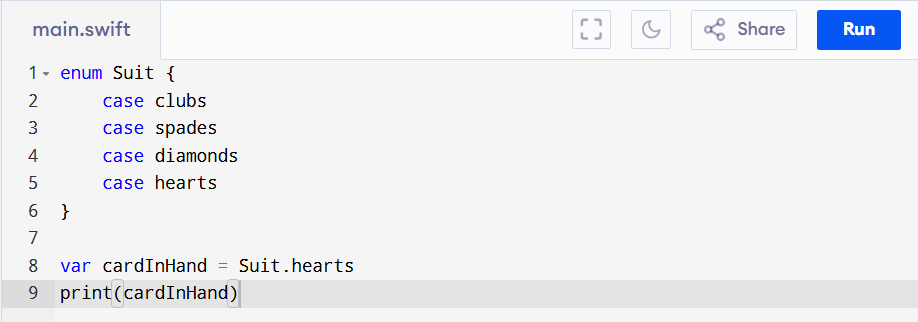 main.swift
Share
Run
1 enum Suit {
2     case clubs
3     case spades
4     case diamonds
5     case hearts
6 }
7
8 var cardInHand = Suit.hearts
9 print(cardInHand)